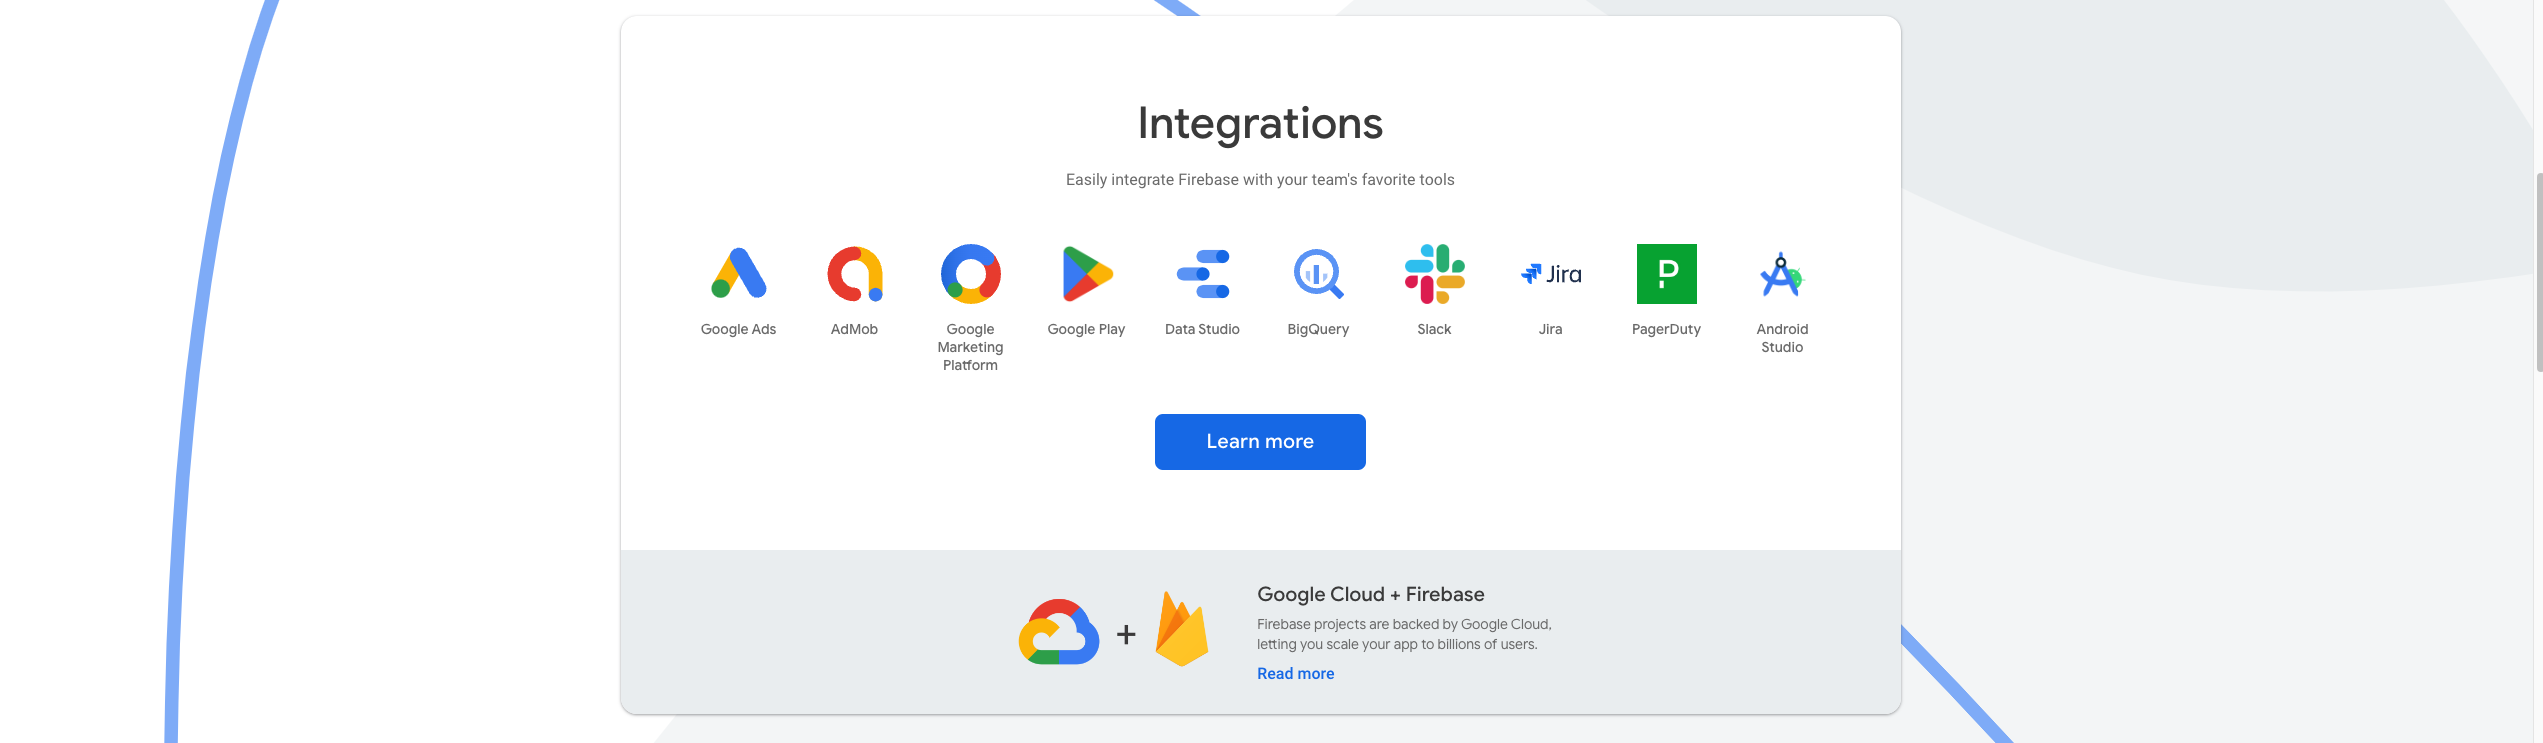 Integrations
Easily integrate Firebase with your team's favorite tools
Jira
P
Google Ads
AdMob
Google
Marketing
Platform
Google Play
Data Studio
BigQuery
Slack
Jira
PagerDuty
Android
Studio
Learn more
+
Google Cloud + Firebase
Firebase projects are backed by Google Cloud,
letting you scale your app to billions of users.
Read more